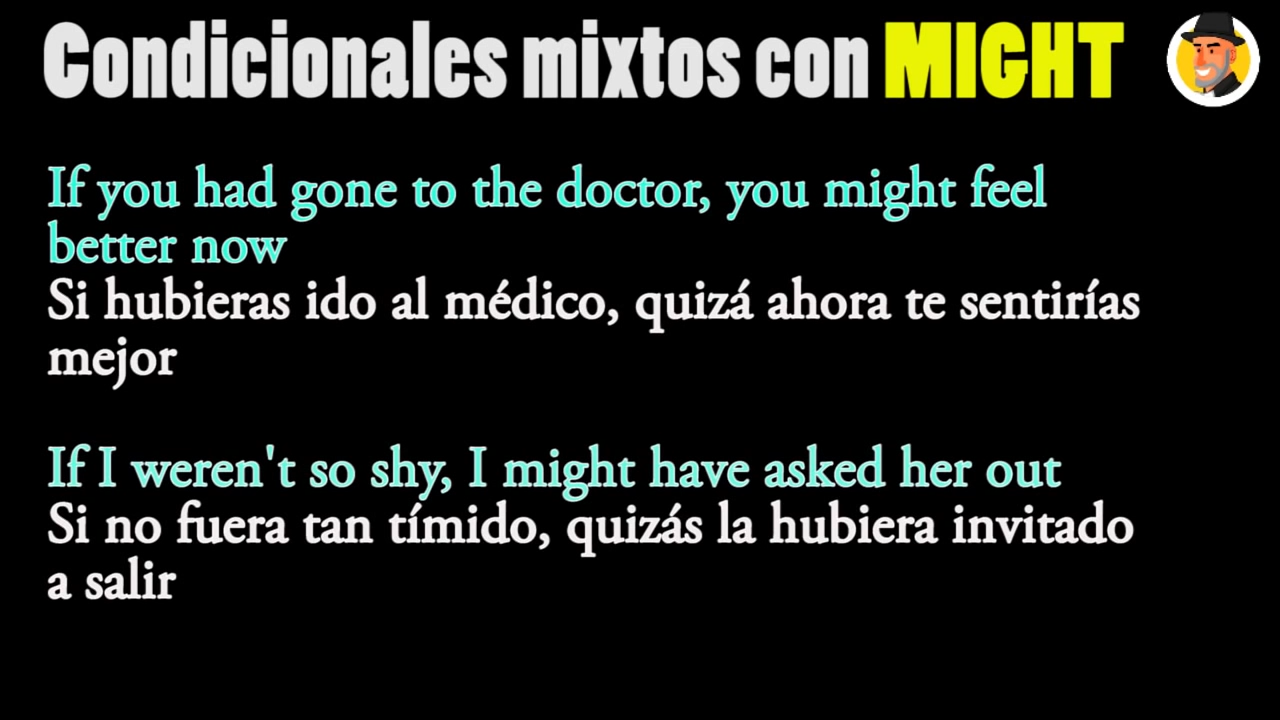 Condicionales mixtos con MIGHT
If you had gone to the doctor, you might feel
better now
Si hubieras ido al médico, quizá ahora te sentirías
mejor
If I weren't so shy, I might have asked her out
Si no fuera tan tímido, quizás la hubiera invitado
a salir